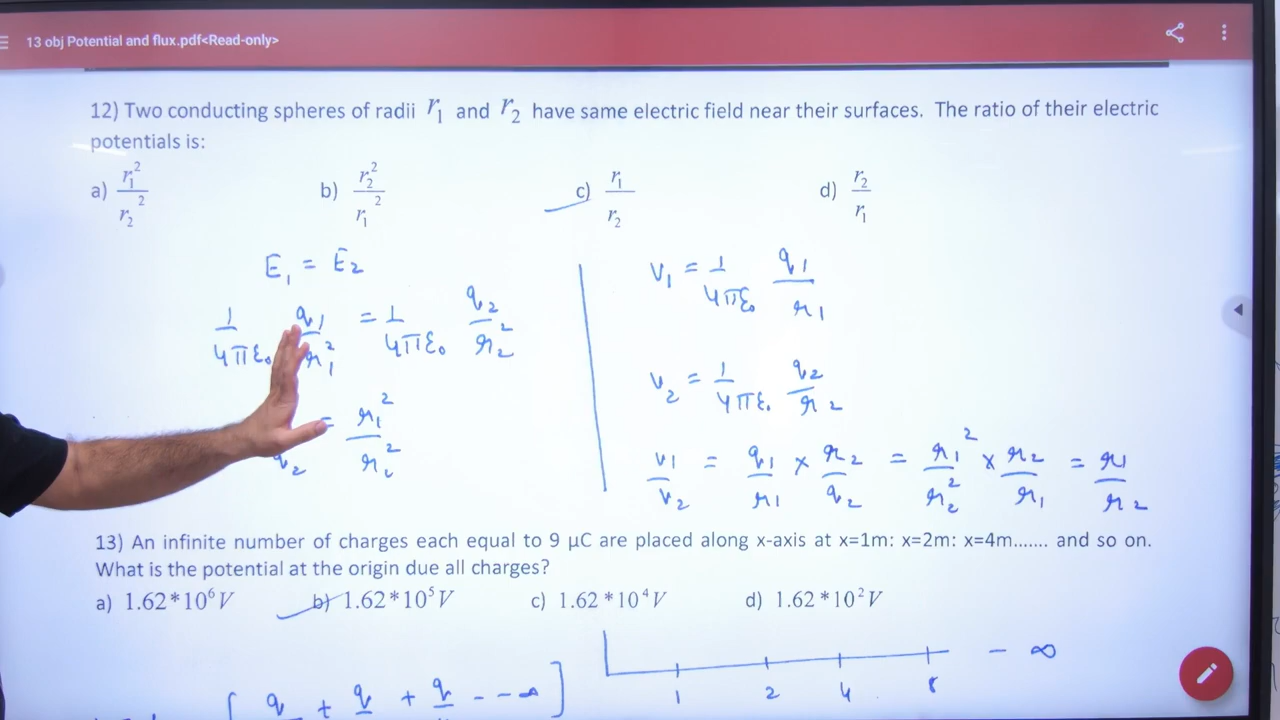 13 obj Potential and flux.pdf<Read-only>
12) Two conducting spheres of radii r₁ and r₂ have same electric field near their surfaces. The ratio of their electric
potentials is:
a) r₁²/r₂² b) r₂²/r₁² c) r₁/r₂ d) r₂/r₁
E₁ = E₂
1/4πε₀ q₁/r₁² = 1/4πε₀ q₂/r₂²
q₂ = r₁²/r₂²
V₁ = 1/4πε₀ q₁/r₁
V₂ = 1/4πε₀ q₂/r₂
V₁/V₂ = q₁/r₁ × r₂/q₂ = r₁²/r₂² × r₂/r₁ = r₁/r₂
13) An infinite number of charges each equal to 9 μC are placed along x-axis at x=1m: x=2m: x=4m....... and so on.
What is the potential at the origin due all charges?
a) 1.62*10⁶V b) 1.62*10⁵V c) 1.62*10⁴V d) 1.62*10²V
[ q + q + q - - ∞ ]
1 2 4 8 - ∞